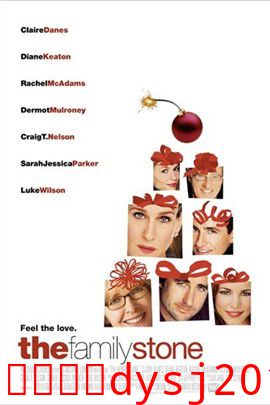 ClaireDanes
DianeKeaton
RachelMcAdams
DermotMulroney
CraigT.Nelson
SarahJessicaParker
LukeWilson
Feel the love.
thefamilystone
dysj20